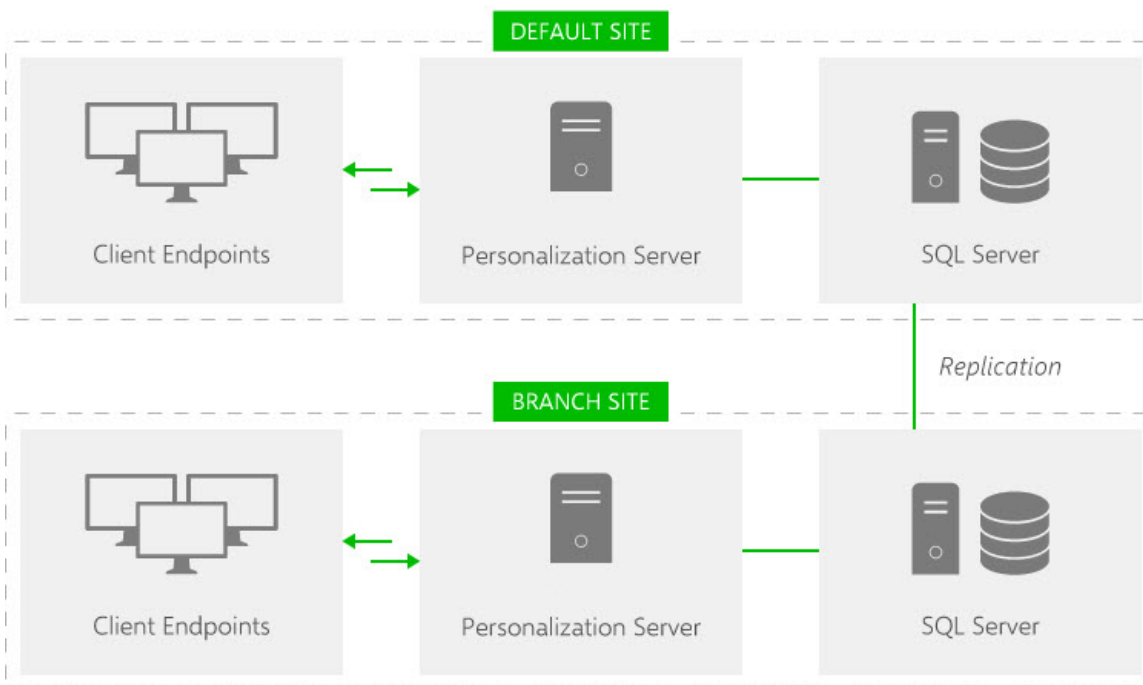 DEFAULT SITE
Client Endpoints
Personalization Server
SQL Server
Replication
BRANCH SITE
Client Endpoints
Personalization Server
SQL Server